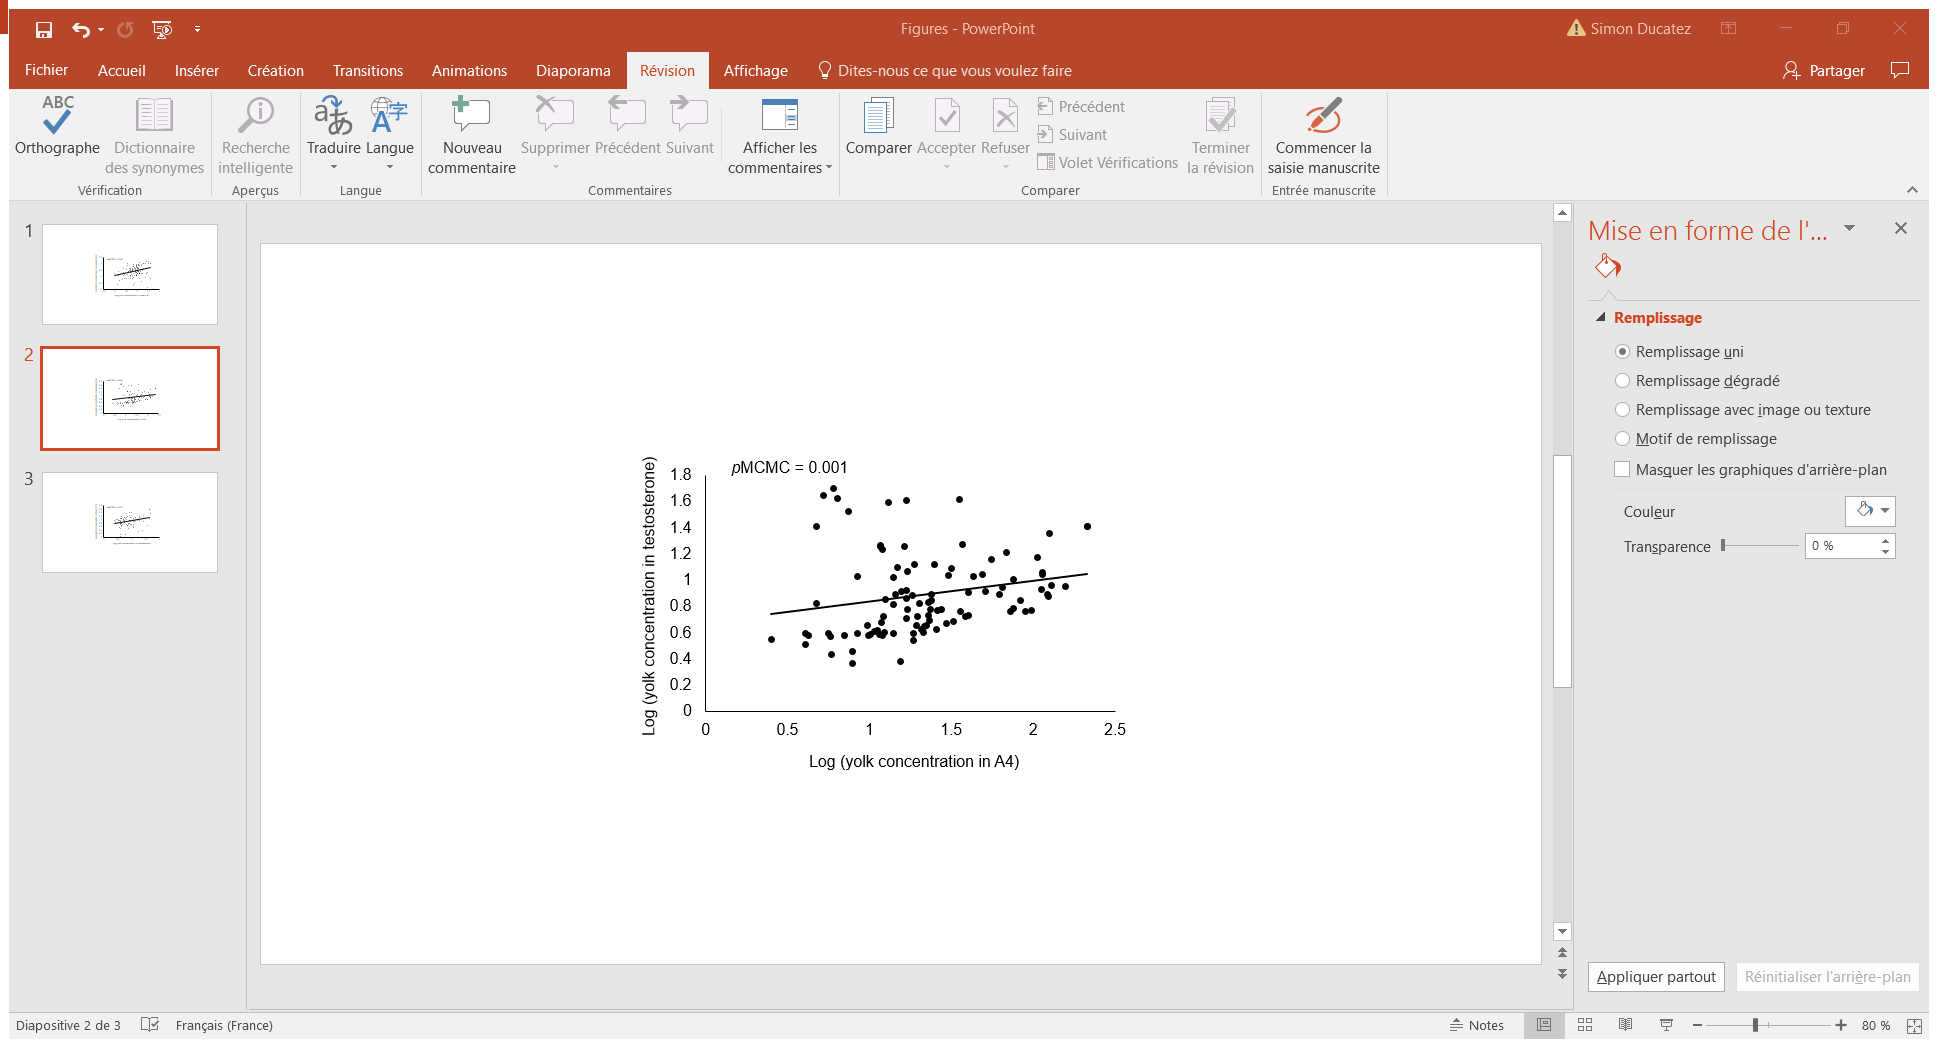 Figures - PowerPoint
Simon Ducatez
Fichier Accueil Insérer Création Transitions Animations Diaporama Révision Affichage Dites-nous ce que vous voulez faire Partager
ABC
Orthographe
Dictionnaire
des synonymes
Vérification
Recherche
intelligente
Aperçus
Traduire Langue
Langue
Nouveau
commentaire
Supprimer Précédent Suivant
Afficher les
commentaires
Commentaires
Comparer Accepter Refuser
Précédent
Suivant
Volet Vérifications
Terminer
la révision
Comparer
Commencer la
saisie manuscrite
Entrée manuscrite
1
2
3
pMCMC = 0.001
Log (yolk concentration in testosterone)
1.8
1.6
1.4
1.2
1
0.8
0.6
0.4
0.2
0
0 0.5 1 1.5 2 2.5
Log (yolk concentration in A4)
Mise en forme de l'...
Remplissage
Remplissage uni
Remplissage dégradé
Remplissage avec image ou texture
Motif de remplissage
Masquer les graphiques d'arrière-plan
Couleur
Transparence 0 %
Appliquer partout Réinitialiser l'arrière-plan
Diapositive 2 de 3 Français (France) Notes 80 %